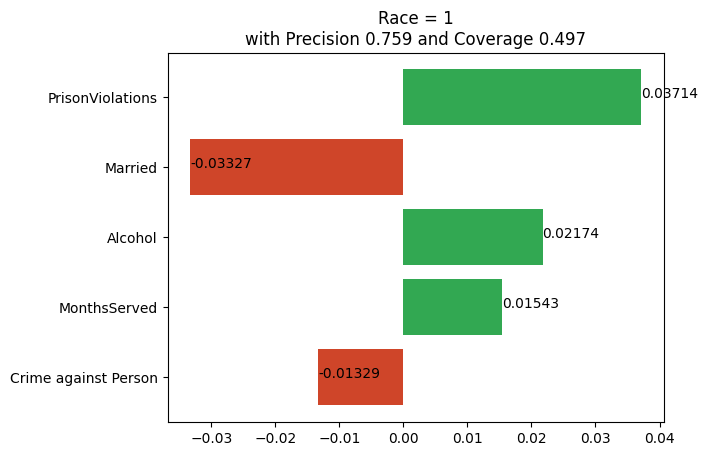 Race = 1
with Precision 0.759 and Coverage 0.497
PrisonViolations
0.03714
Married
-0.03327
Alcohol
0.02174
MonthsServed
0.01543
Crime against Person
-0.01329
−0.03 −0.02 −0.01 0.00 0.01 0.02 0.03 0.04